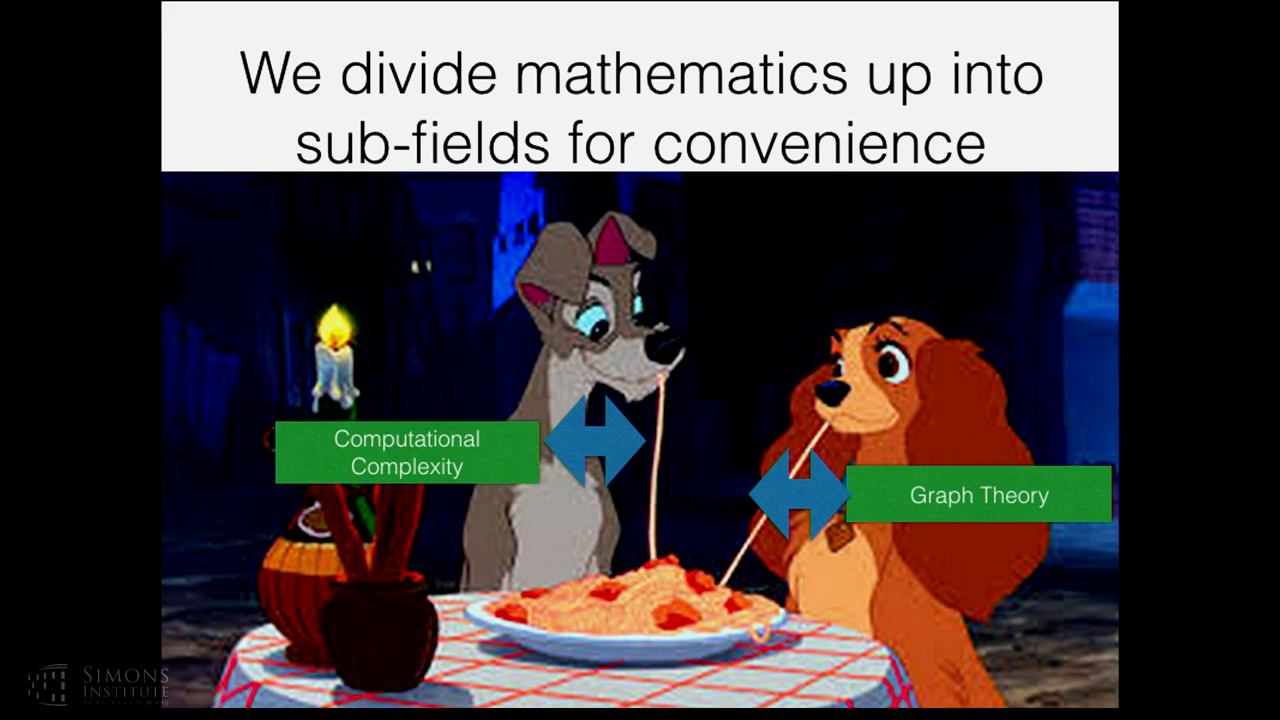 We divide mathematics up into
sub-fields for convenience
Computational
Complexity
Graph Theory
SIMONS
INSTITUTE